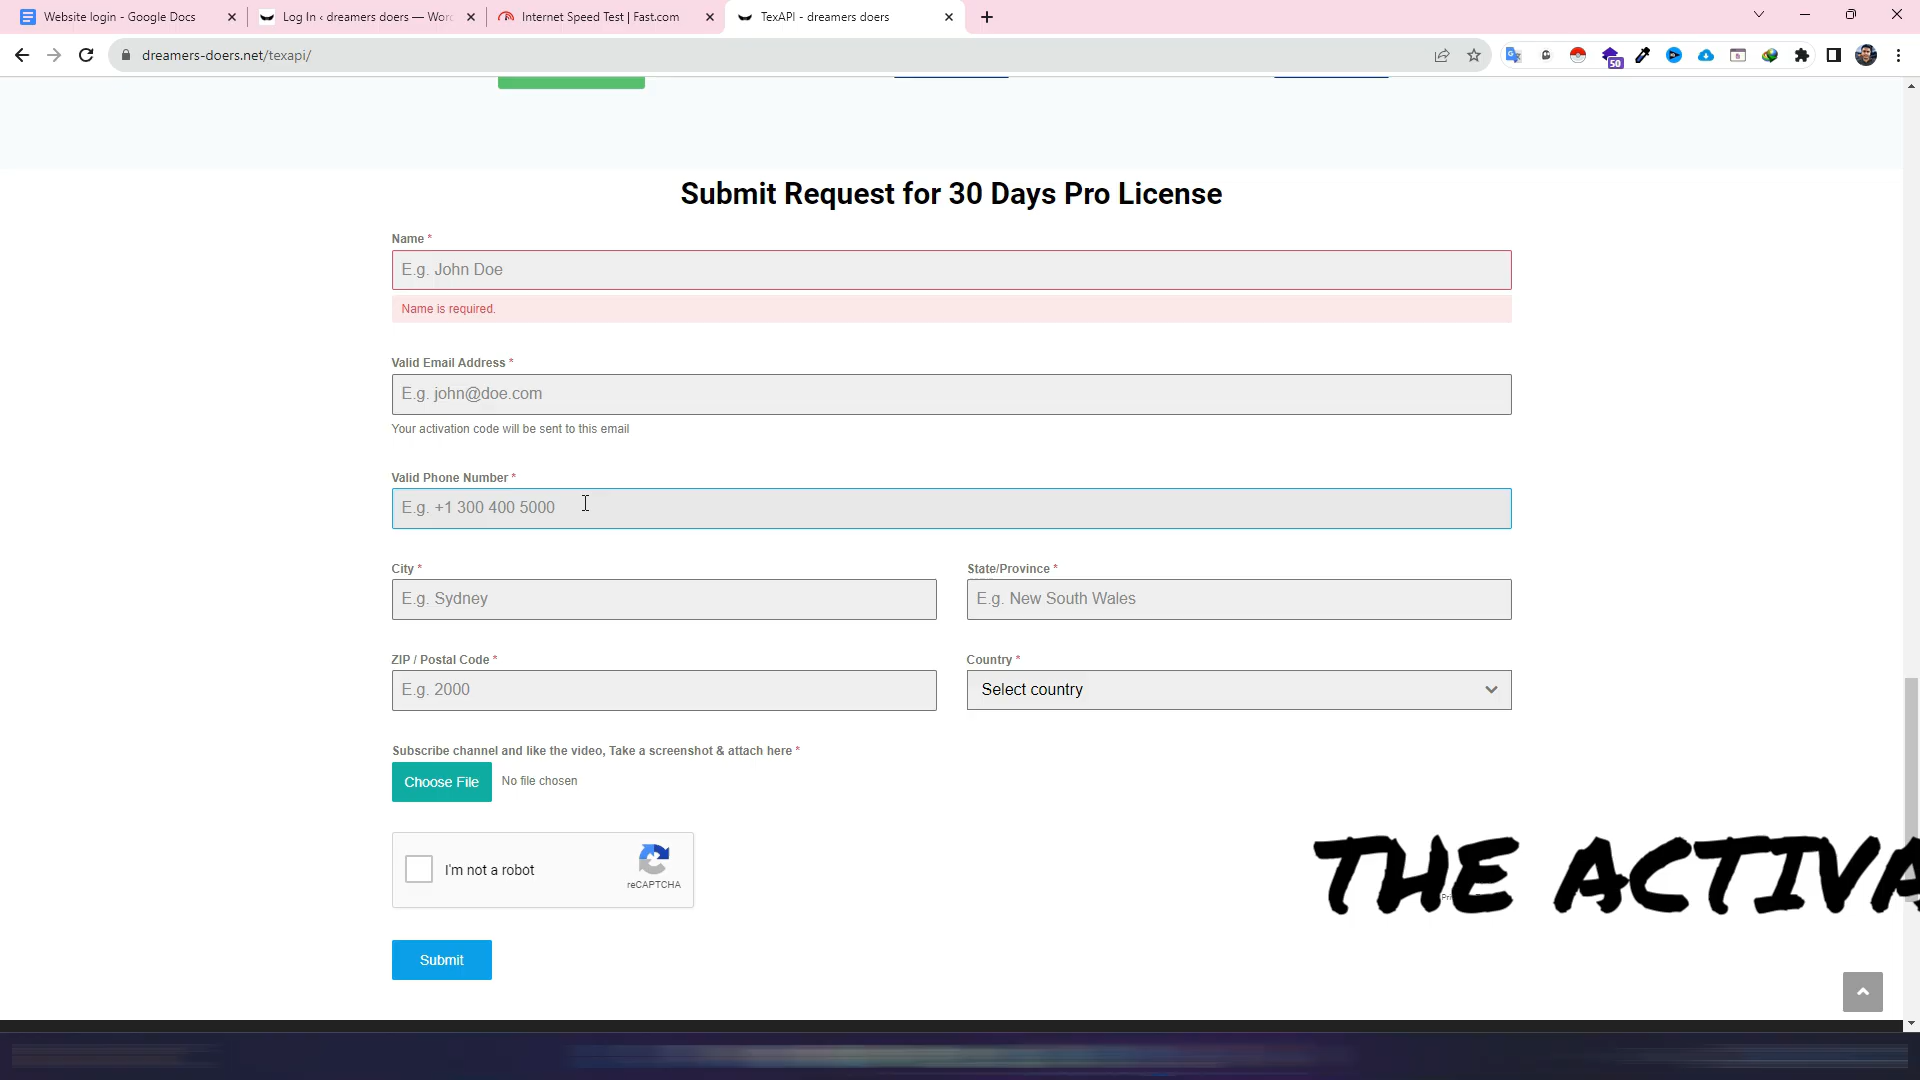 Website login - Google Docs
Log In ‹ dreamers doers — Wor
Internet Speed Test | Fast.com
TexAPI - dreamers doers
dreamers-doers.net/texapi/
50
Submit Request for 30 Days Pro License
Name *
E.g. John Doe
Name is required.
Valid Email Address *
E.g. john@doe.com
Your activation code will be sent to this email
Valid Phone Number *
E.g. +1 300 400 5000
City *
State/Province *
E.g. Sydney
E.g. New South Wales
ZIP / Postal Code *
Country *
E.g. 2000
Select country
Subscribe channel and like the video, Take a screenshot & attach here *
Choose File
No file chosen
I'm not a robot
reCAPTCHA
THE ACTIVA
Submit